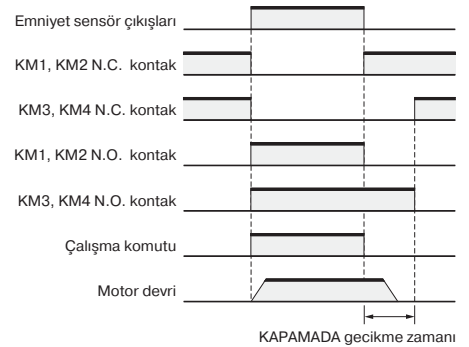 Emniyet sensör çıkışları
KM1, KM2 N.C. kontak
KM3, KM4 N.C. kontak
KM1, KM2 N.O. kontak
KM3, KM4 N.O. kontak
Çalışma komutu
Motor devri
KAPAMADA gecikme zamanı